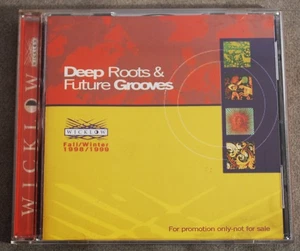 Deep Roots &
Future Grooves
WICKLOW
Fall/Winter
1998/1999
For promotion only-not for sale
WICKLOW